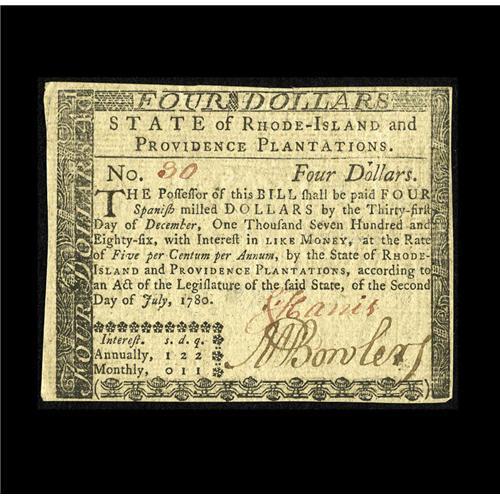 FOUR DOLLARS
STATE of RHODE-ISLAND and
PROVIDENCE PLANTATIONS.
No. 80 Four Dollars.
THE Poſſeſſor of this BILL ſhall be paid FOUR
Spaniſh milled DOLLARS by the Thirty-firſt
Day of December, One Thouſand Seven Hundred and
Eighty-ſix, with Intereſt in LIKE MONEY, at the Rate
of Five per Centum per Annum, by the State of RHODE-
ISLAND and PROVIDENCE PLANTATIONS, according to
an Act of the Legiſlature of the ſaid State, of the Second
Day of July, 1780.
Harris
Bowler
Intereſt. s. d. q.
Annually, 1 2 2
Monthly, 0 1 1
FOUR DOLLARS